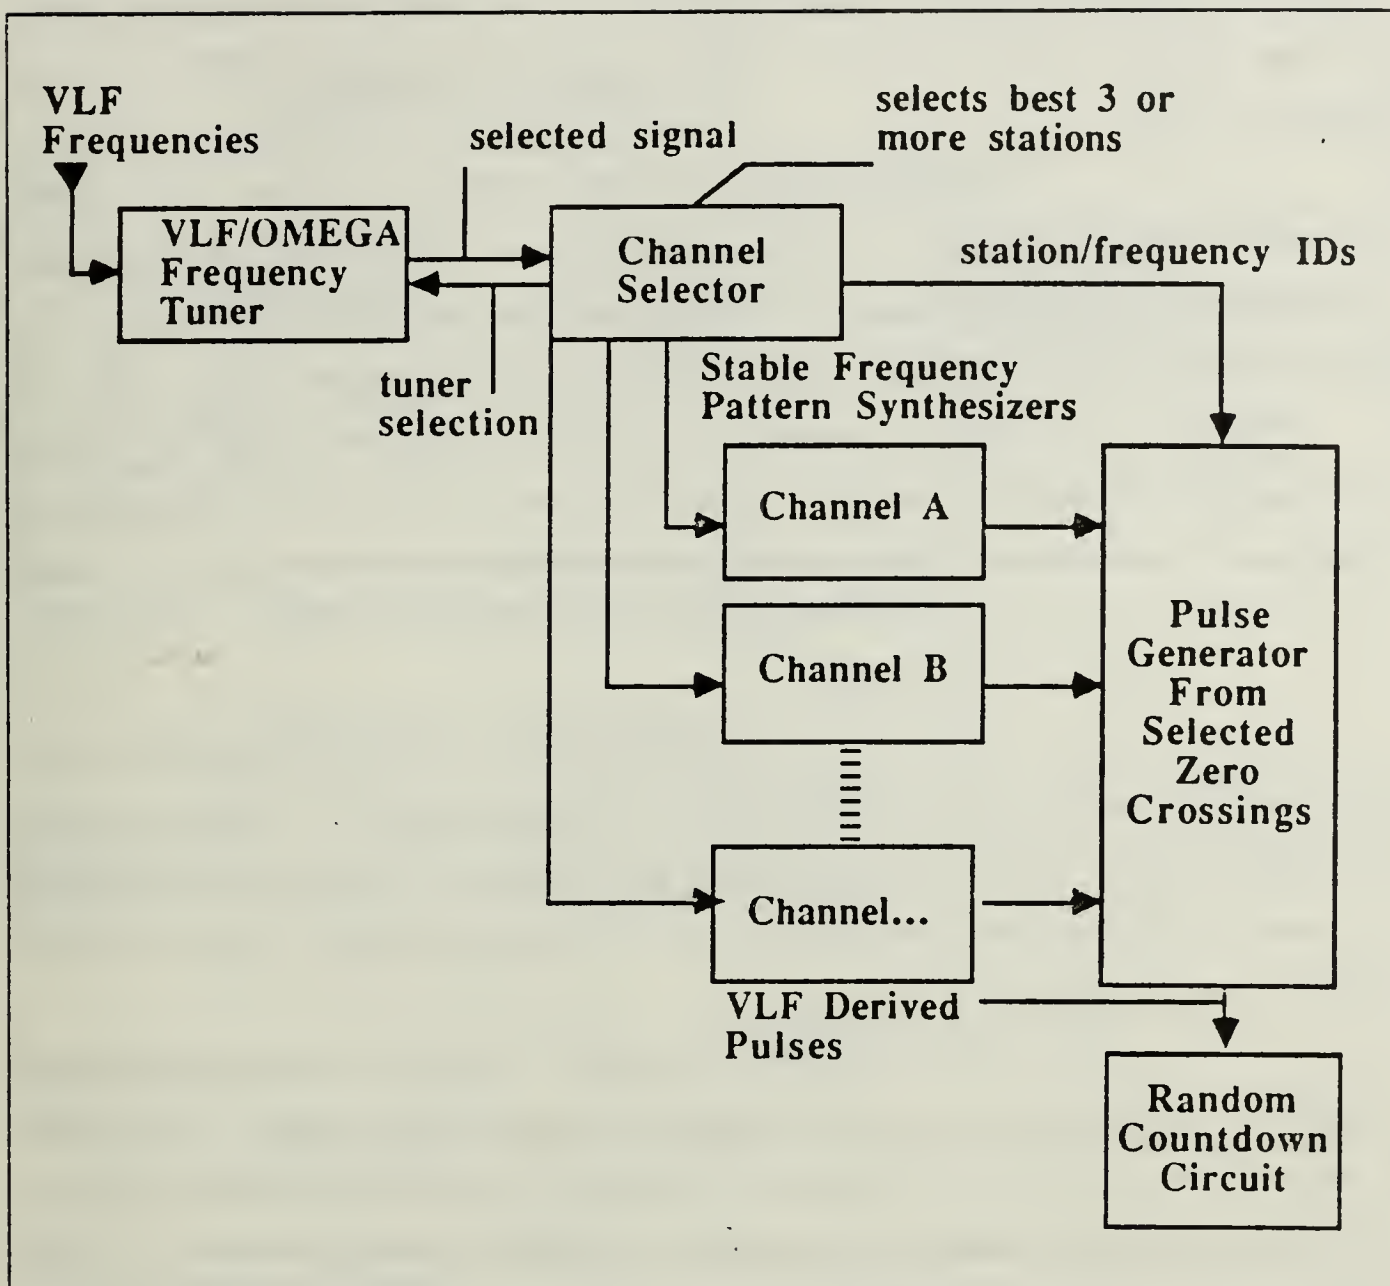 VLF
Frequencies
selected signal
selects best 3 or
more stations
VLF/OMEGA
Frequency
Tuner
Channel
Selector
station/frequency IDs
tuner
selection
Stable Frequency
Pattern Synthesizers
Channel A
Channel B
Channel...
Pulse
Generator
From
Selected
Zero
Crossings
VLF Derived
Pulses
Random
Countdown
Circuit